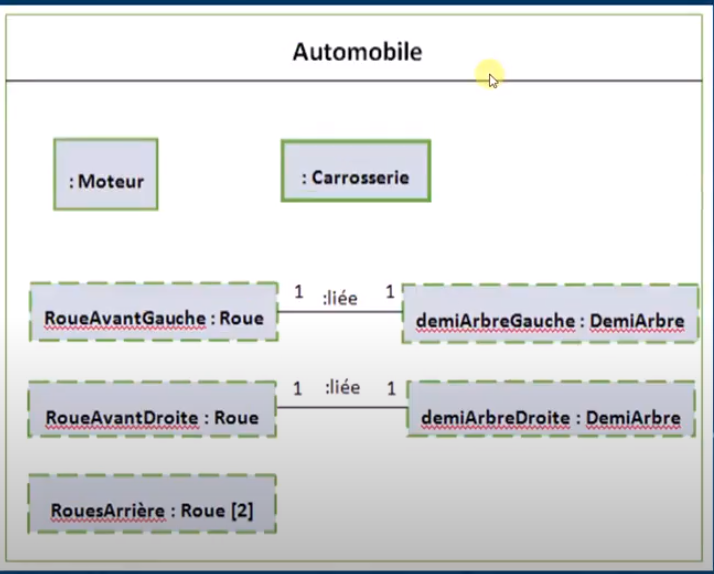 Automobile
: Moteur
: Carrosserie
RoueAvantGauche : Roue
1
:liée
1
demiArbreGauche : DemiArbre
RoueAvantDroite : Roue
1
:liée
1
demiArbreDroite : DemiArbre
RouesArrière : Roue [2]